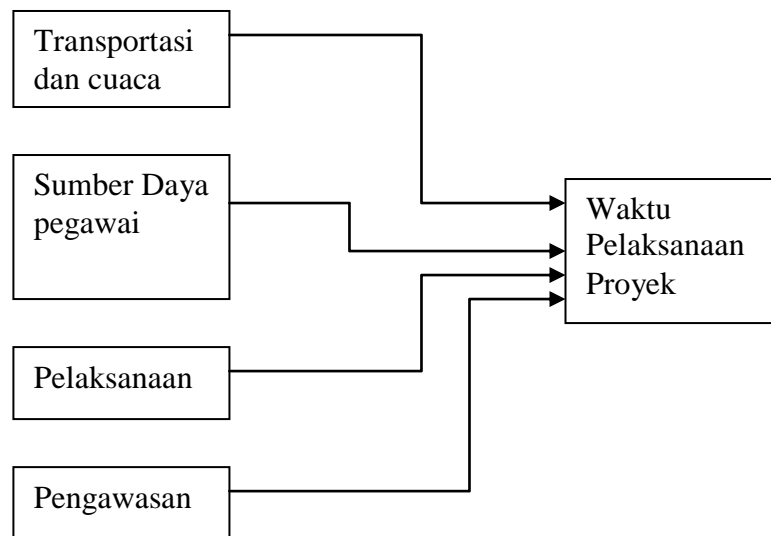 Transportasi
dan cuaca
Sumber Daya
pegawai
Pelaksanaan
Pengawasan
Waktu
Pelaksanaan
Proyek